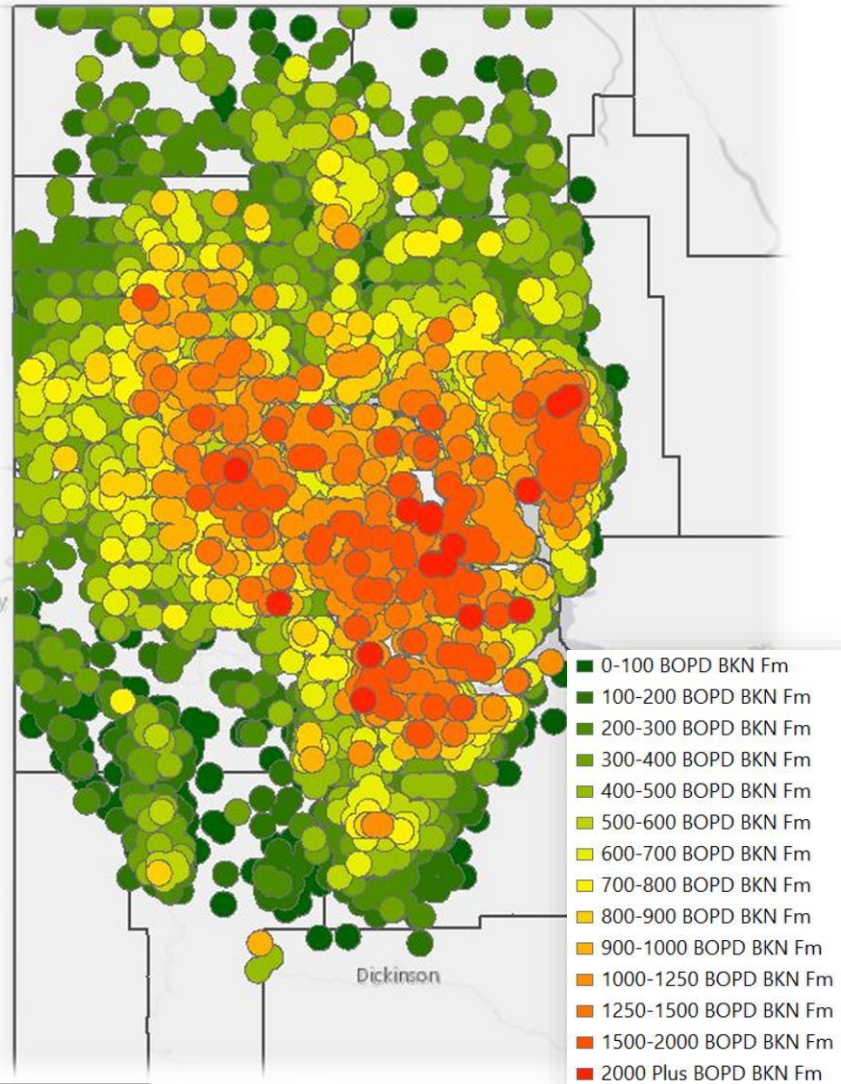 Dickinson
0-100 BOPD BKN Fm
100-200 BOPD BKN Fm
200-300 BOPD BKN Fm
300-400 BOPD BKN Fm
400-500 BOPD BKN Fm
500-600 BOPD BKN Fm
600-700 BOPD BKN Fm
700-800 BOPD BKN Fm
800-900 BOPD BKN Fm
900-1000 BOPD BKN Fm
1000-1250 BOPD BKN Fm
1250-1500 BOPD BKN Fm
1500-2000 BOPD BKN Fm
2000 Plus BOPD BKN Fm